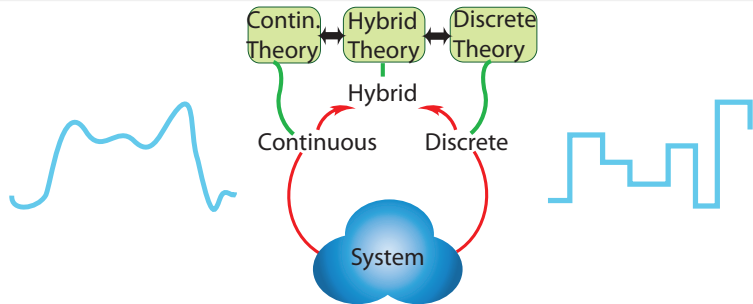 Contin.
Theory
Hybrid
Theory
Discrete
Theory
Hybrid
Continuous
Discrete
System